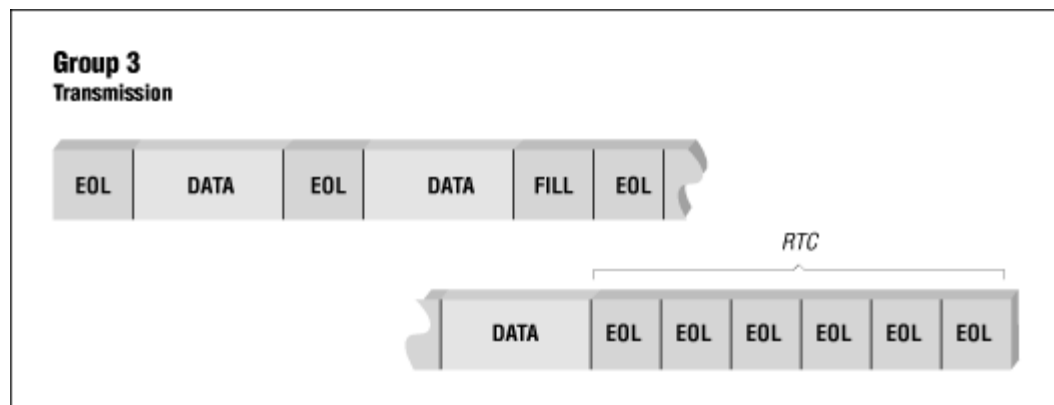 Group 3
Transmission
EOL DATA EOL DATA FILL EOL
RTC
DATA EOL EOL EOL EOL EOL EOL